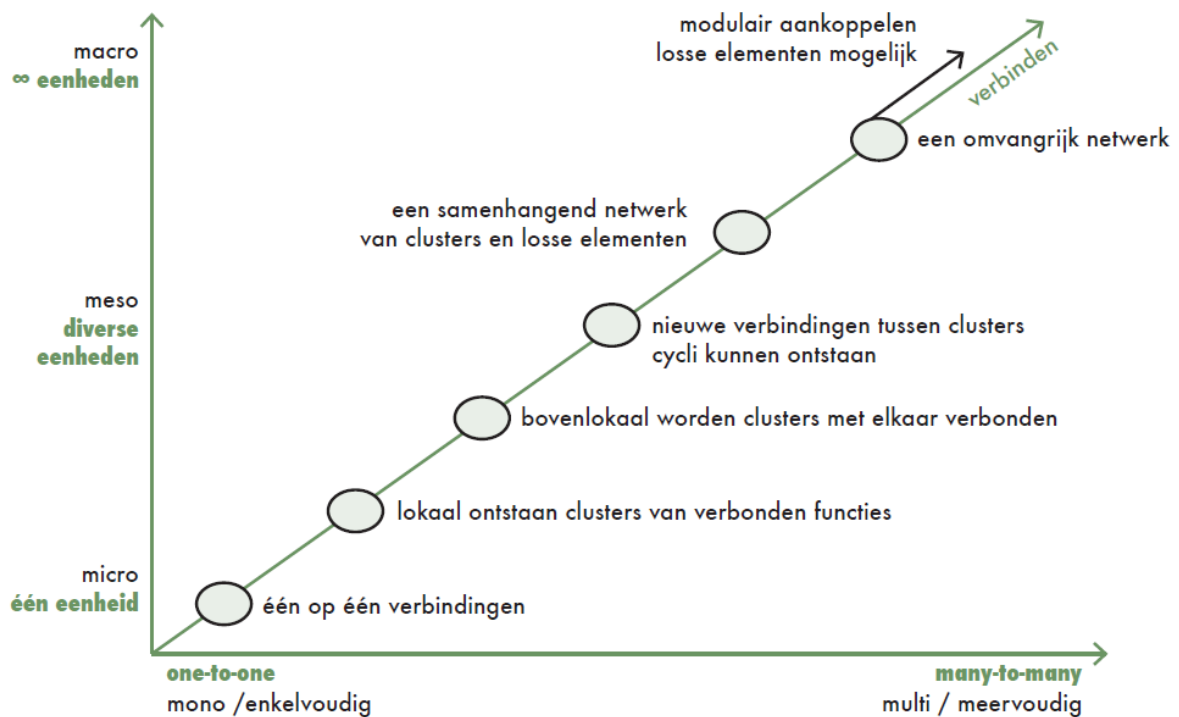 modulair aankoppelen
losse elementen mogelijk
verbinden
macro
∞ eenheden
een omvangrijk netwerk
een samenhangend netwerk
van clusters en losse elementen
meso
diverse
eenheden
nieuwe verbindingen tussen clusters
cycli kunnen ontstaan
bovenlokaal worden clusters met elkaar verbonden
lokaal ontstaan clusters van verbonden functies
micro
één eenheid
één op één verbindingen
one-to-one
mono /enkelvoudig
many-to-many
multi / meervoudig